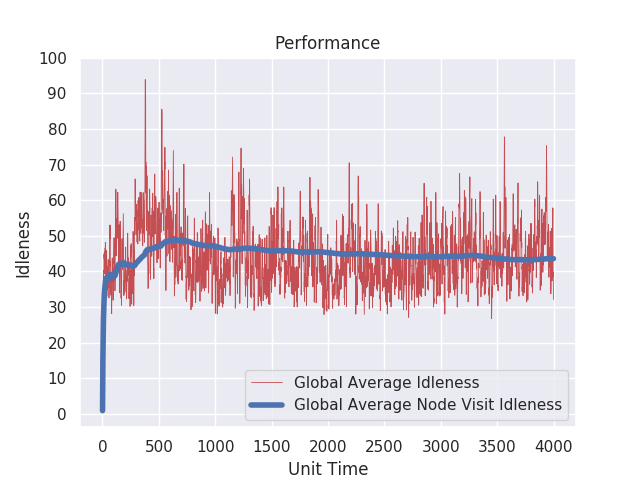 Performance
100
90
80
70
60
50
40
30
20
10
0
Idleness
Global Average Idleness
Global Average Node Visit Idleness
0 500 1000 1500 2000 2500 3000 3500 4000
Unit Time